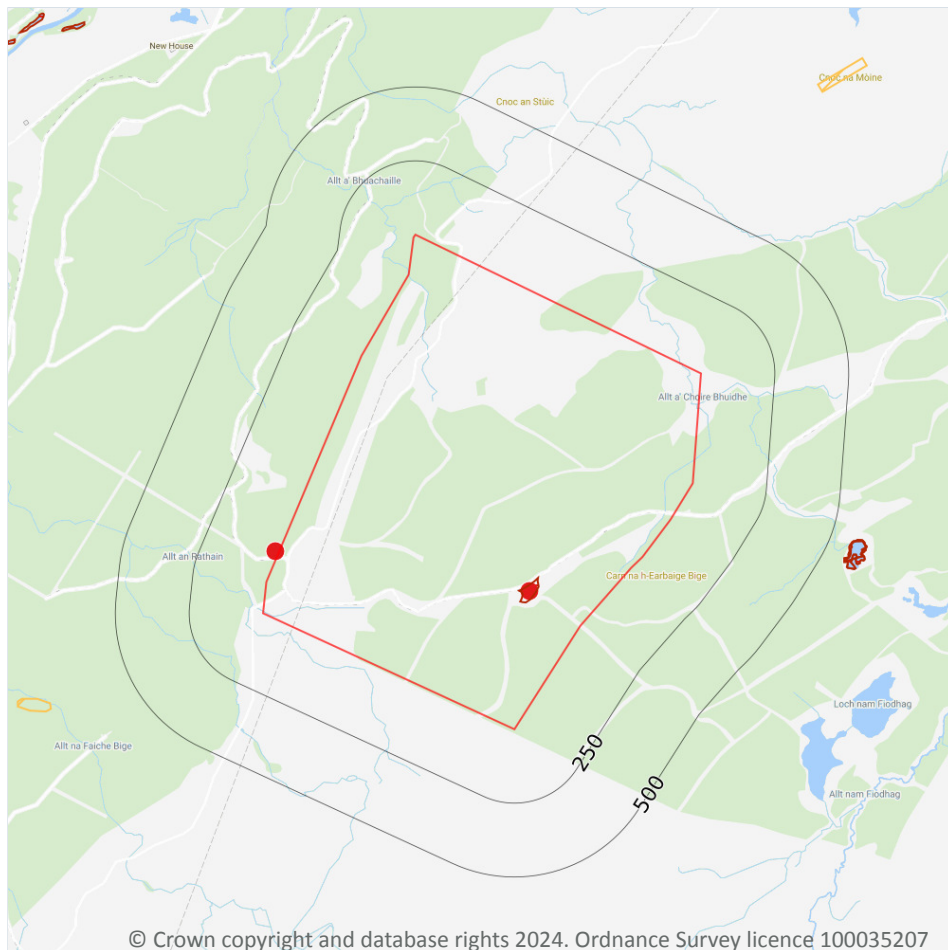 New House
Cnoc na Mòine
Cnoc an Stùic
Allt a' Bhuachaille
Allt a' Choire Bhuidhe
Allt an Rathain
Carn na h-Earbaige Bige
Loch nam Fiodhag
Allt na Faiche Bige
250
500
Allt nam Fiodhag
© Crown copyright and database rights 2024. Ordnance Survey licence 100035207